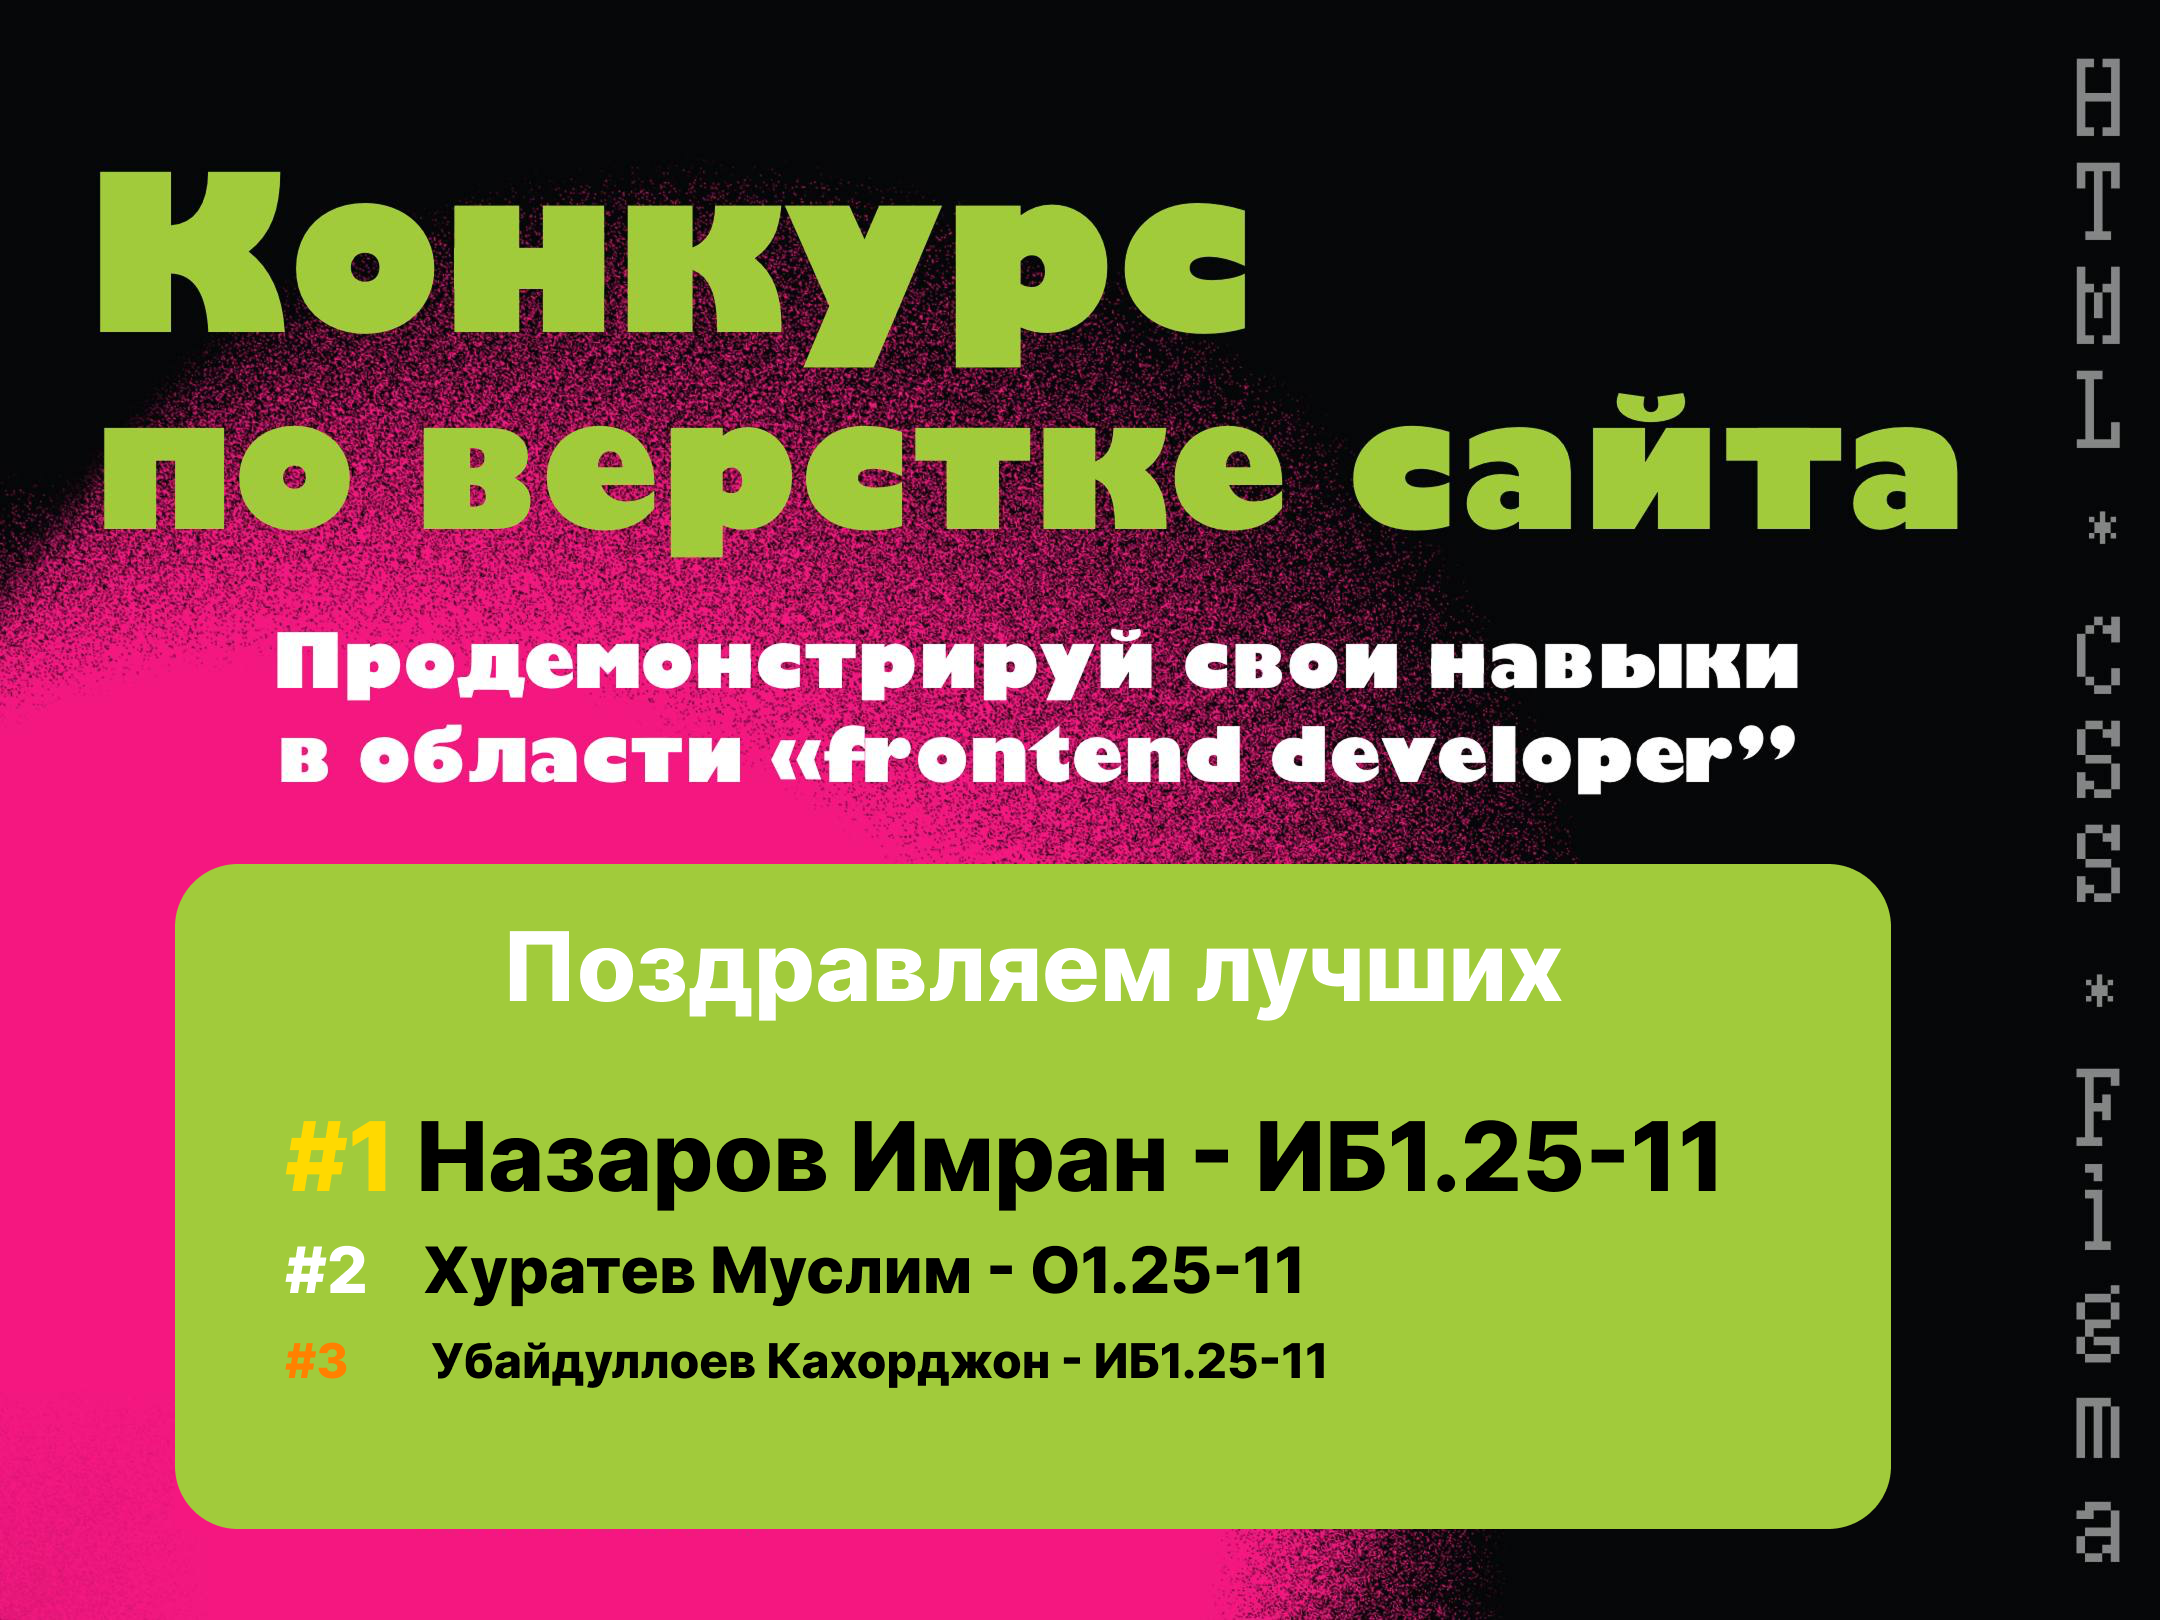 Конкурс
по верстке сайта
Продемонстрируй свои навыки
в области «frontend developer”
Поздравляем лучших
#1 Назаров Имран - ИБ1.25-11
#2 Хуратев Муслим - О1.25-11
#3 Убайдуллоев Кахорджон - ИБ1.25-11
HTML * CSS * Figma